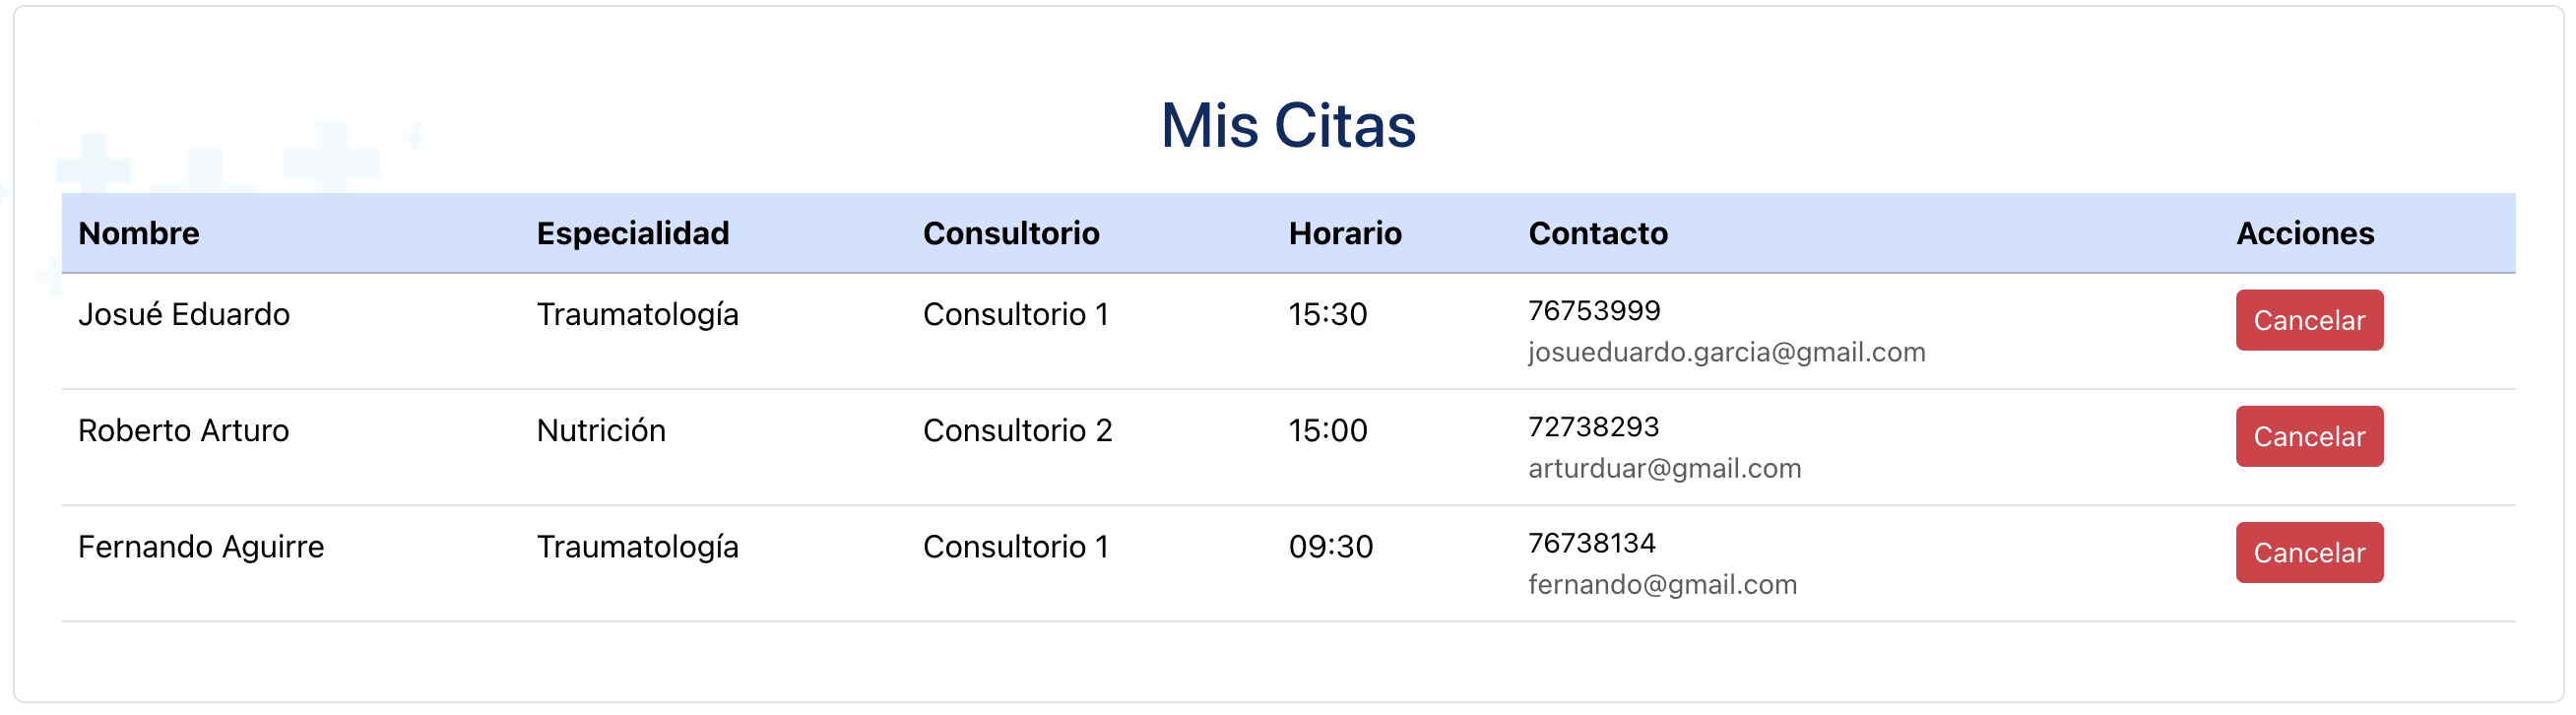 Mis Citas
Nombre Especialidad Consultorio Horario Contacto Acciones
Josué Eduardo Traumatología Consultorio 1 15:30 76753999 Cancelar
josueduardo.garcia@gmail.com
Roberto Arturo Nutrición Consultorio 2 15:00 72738293 Cancelar
arturduar@gmail.com
Fernando Aguirre Traumatología Consultorio 1 09:30 76738134 Cancelar
fernando@gmail.com